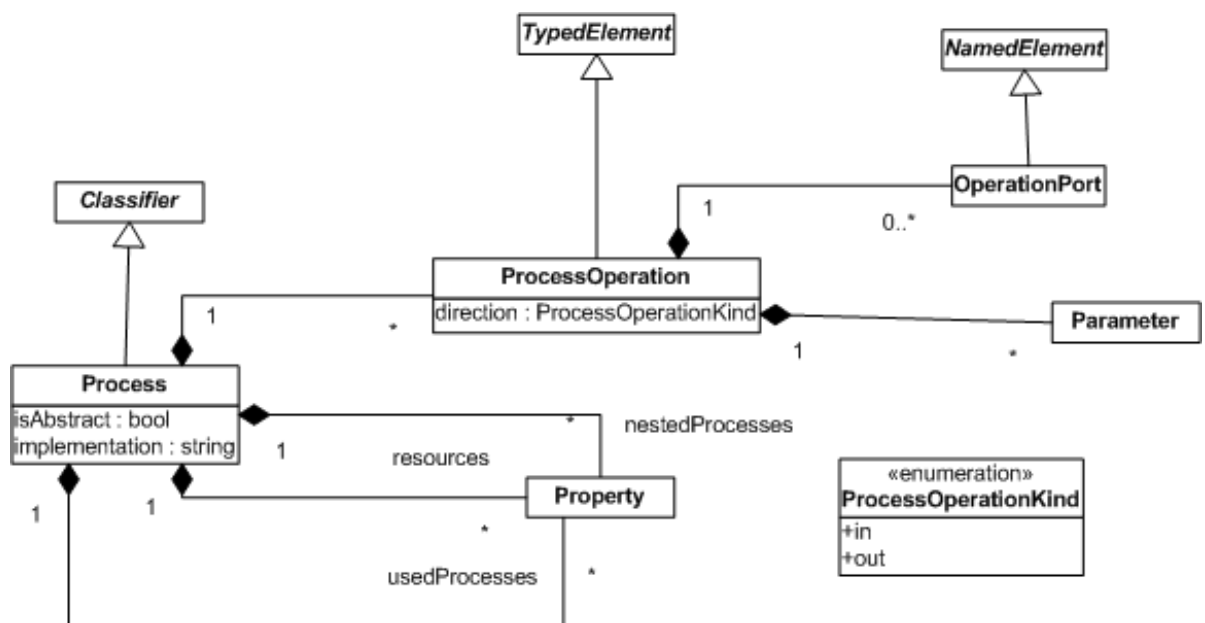 TypedElement
NamedElement
Classifier
OperationPort
1
0..*
ProcessOperation
direction : ProcessOperationKind
1
*
1
*
Parameter
Process
isAbstract : bool
implementation : string
*
nestedProcesses
1
resources
Property
1
1
*
usedProcesses
*
«enumeration»
ProcessOperationKind
+in
+out